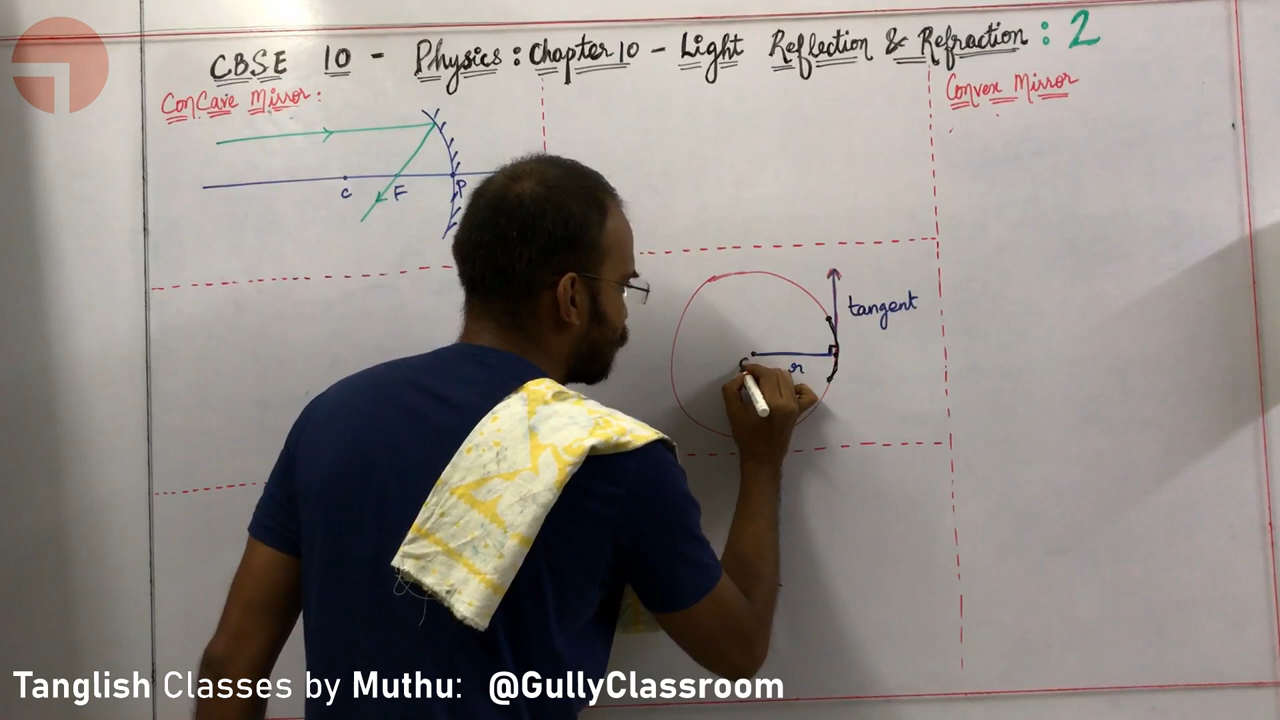 CBSE 10 - Physics : Chapter 10 - Light Reflection & Refraction : 2
ConCave Mirror :
Convex Mirror
C
F
P
tangent
C
r
Tanglish Classes by Muthu: @GullyClassroom